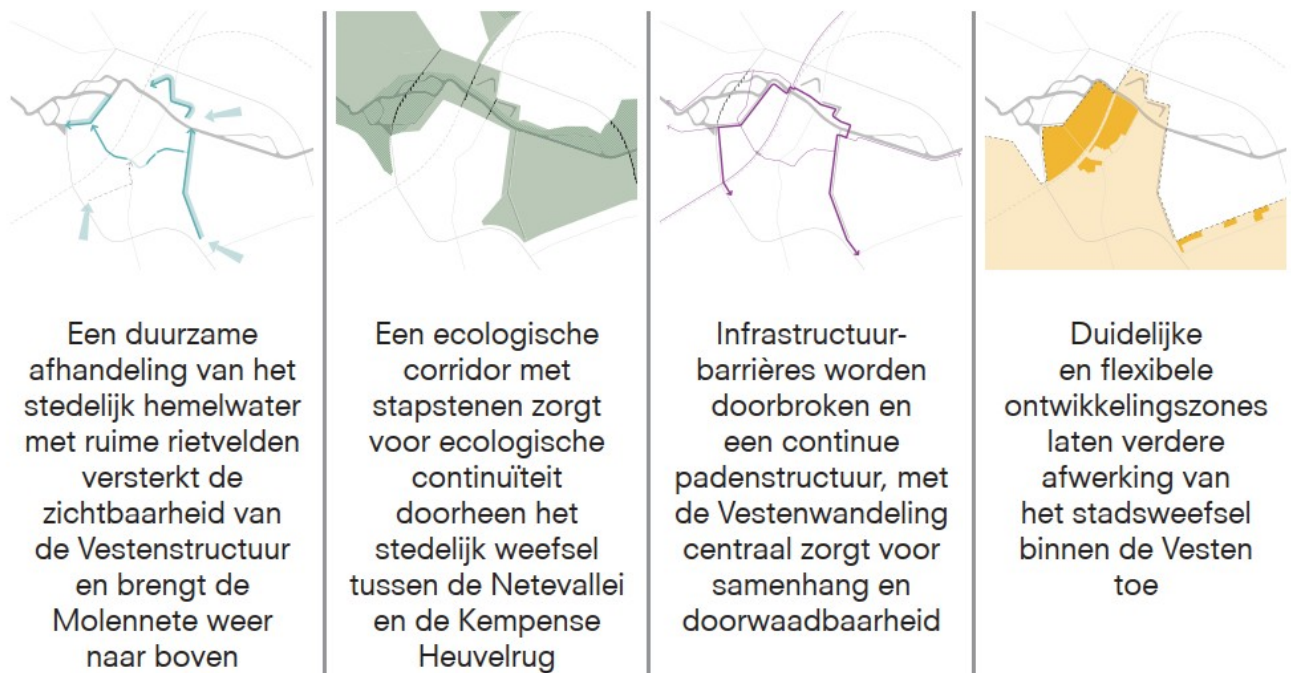 Een duurzame
afhandeling van het
stedelijk hemelwater
met ruime rietvelden
versterkt de
zichtbaarheid van
de Vestenstructuur
en brengt de
Molennete weer
naar boven
Een ecologische
corridor met
stapstenen zorgt
voor ecologische
continuïteit
doorheen het
stedelijk weefsel
tussen de Netevallei
en de Kempense
Heuvelrug
Infrastructuur-
barrières worden
doorbroken en
een continue
padenstructuur, met
de Vestenwandeling
centraal zorgt voor
samenhang en
doorwaadbaarheid
Duidelijke
en flexibele
ontwikkelingszones
laten verdere
afwerking van
het stadsweefsel
binnen de Vesten
toe